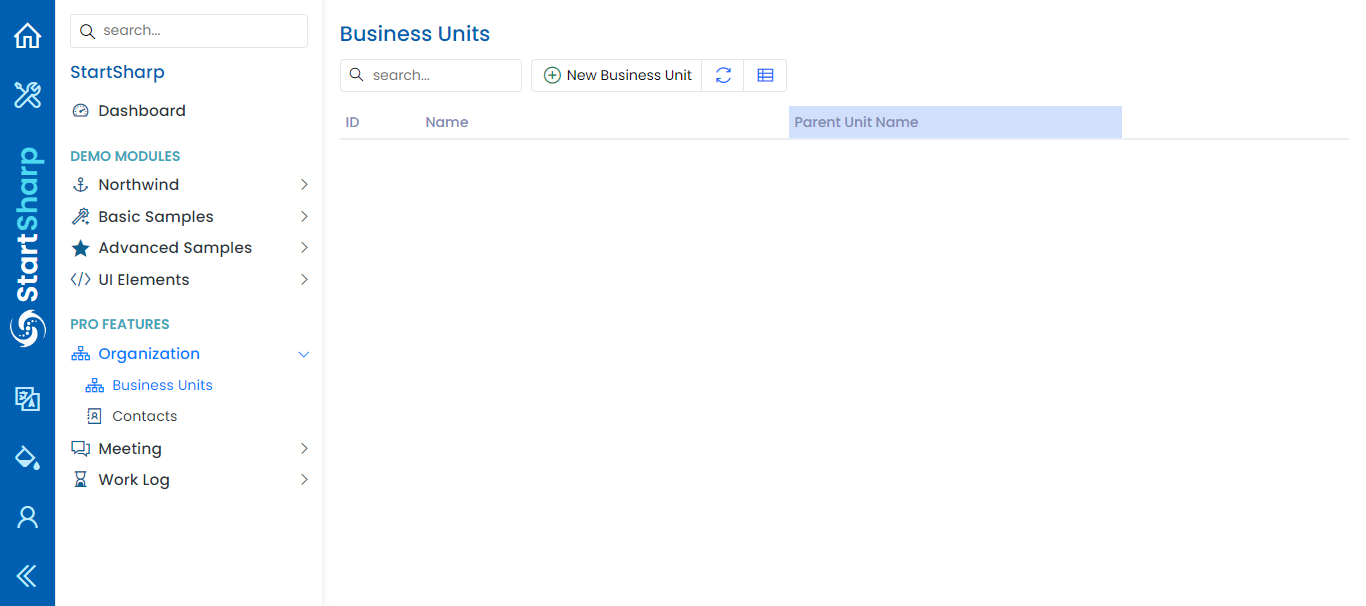 StartSharp
search...
StartSharp
Dashboard
DEMO MODULES
Northwind
Basic Samples
Advanced Samples
UI Elements
PRO FEATURES
Organization
Business Units
Contacts
Meeting
Work Log
Business Units
search...
New Business Unit
ID Name Parent Unit Name